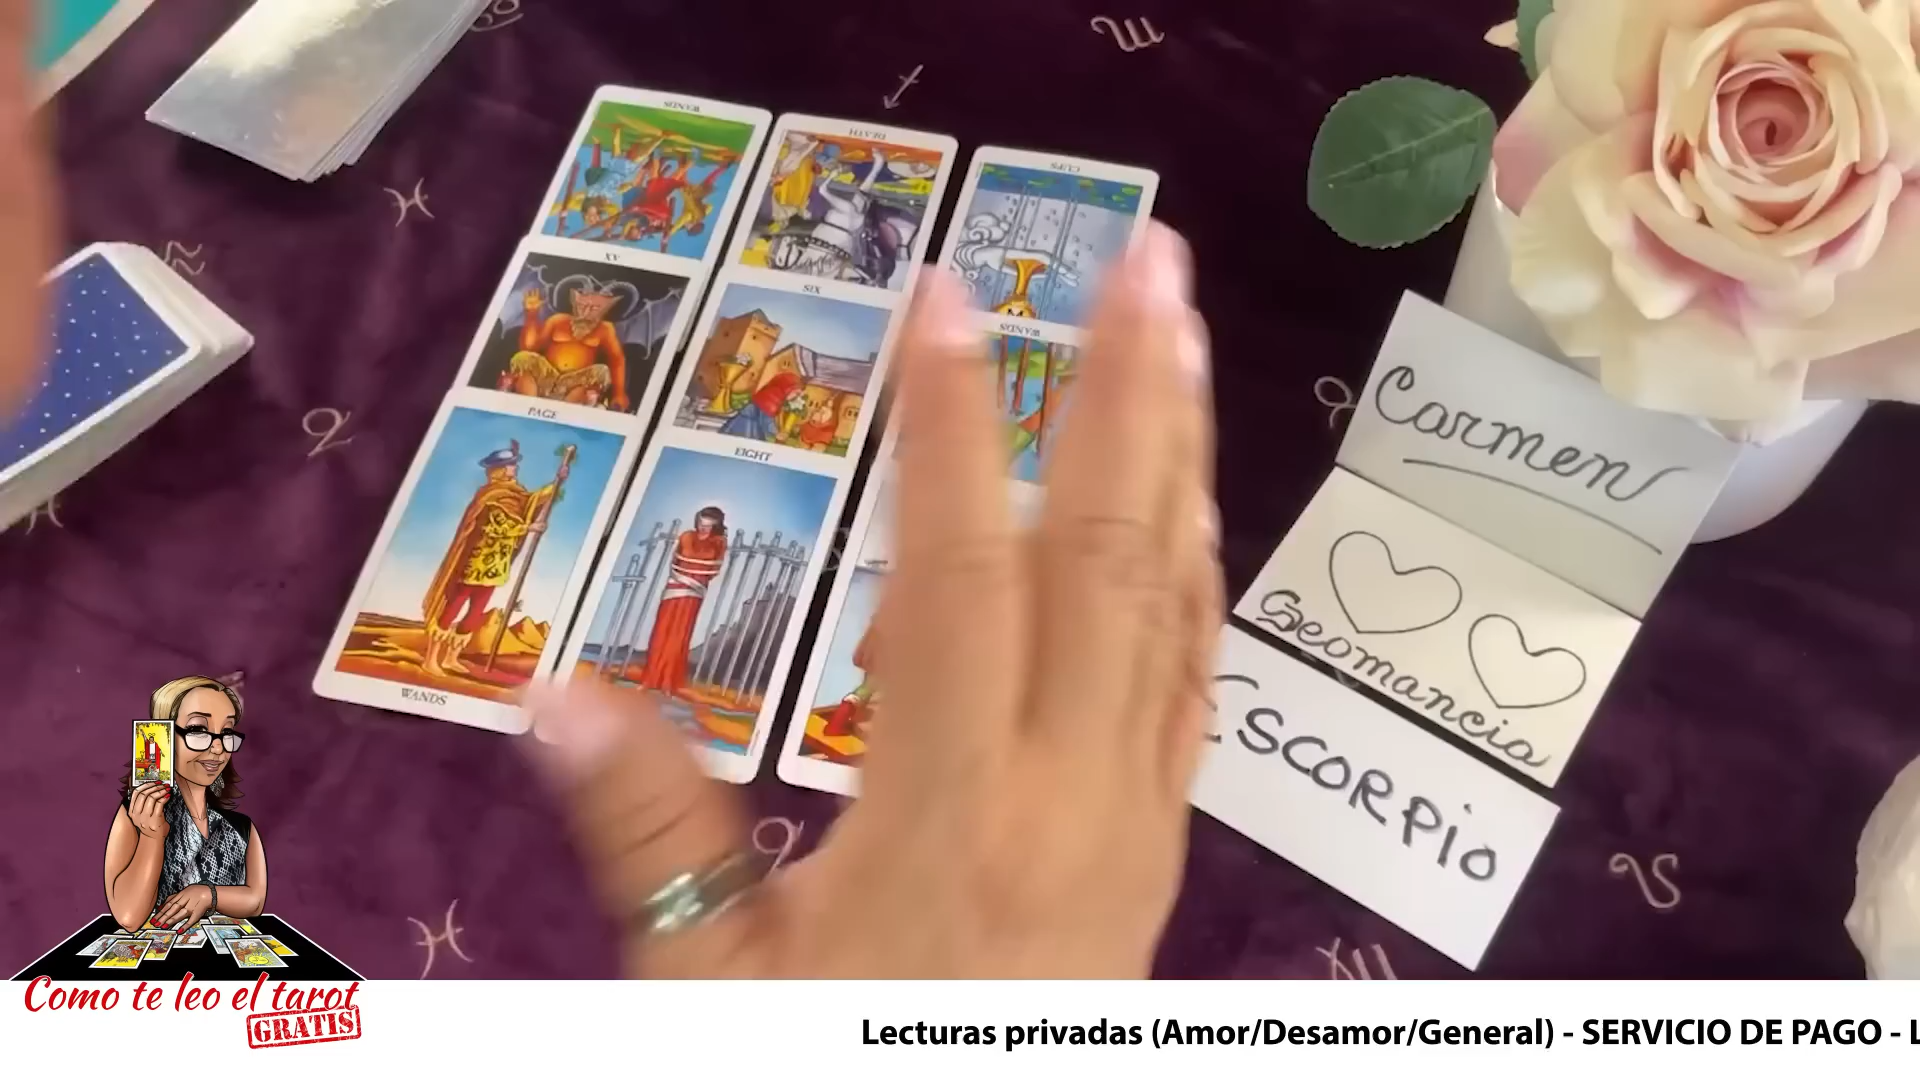 WANDS
DEATH
CUPS
XV
SIX
WANDS
PAGE
EIGHT
WANDS
Carmen
Geomancia
ESCORPIO
Como te leo el tarot
GRATIS
Lecturas privadas (Amor/Desamor/General) - SERVICIO DE PAGO - L